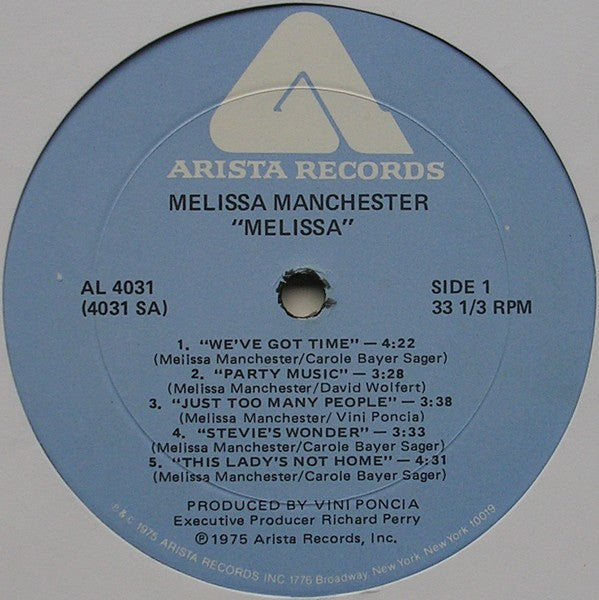 ARISTA RECORDS
MELISSA MANCHESTER
“MELISSA”
AL 4031
(4031 SA)
SIDE 1
33 1/3 RPM
1. “WE'VE GOT TIME” — 4:22
(Melissa Manchester/Carole Bayer Sager)
2. “PARTY MUSIC” — 3:28
(Melissa Manchester/David Wolfert)
3. “JUST TOO MANY PEOPLE” — 3:38
(Melissa Manchester/Vini Poncia)
4. “STEVIE'S WONDER” — 3:33
(Melissa Manchester/Carole Bayer Sager)
5. “THIS LADY'S NOT HOME” — 4:31
(Melissa Manchester/Carole Bayer Sager)
PRODUCED BY VINI PONCIA
Executive Producer Richard Perry
℗1975 Arista Records, Inc.
P & C 1975 ARISTA RECORDS INC 1776 Broadway, New York, New York 10019